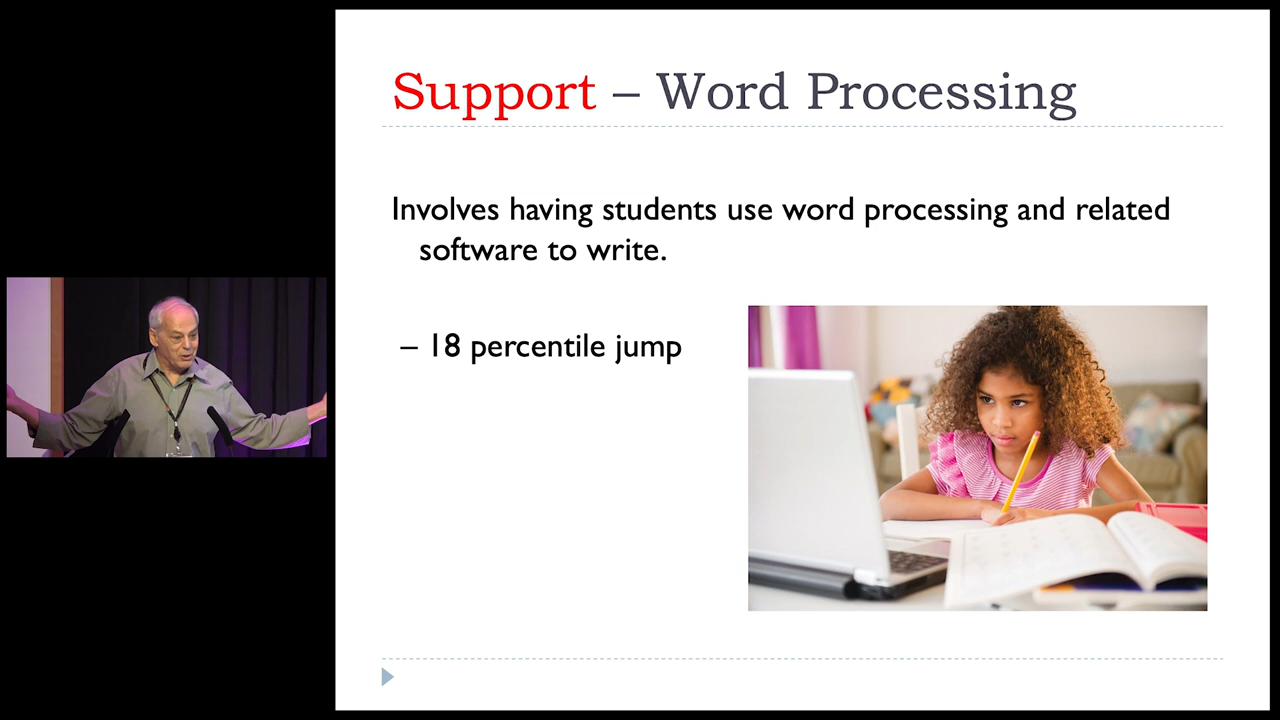 Support – Word Processing
Involves having students use word processing and related
software to write.
– 18 percentile jump